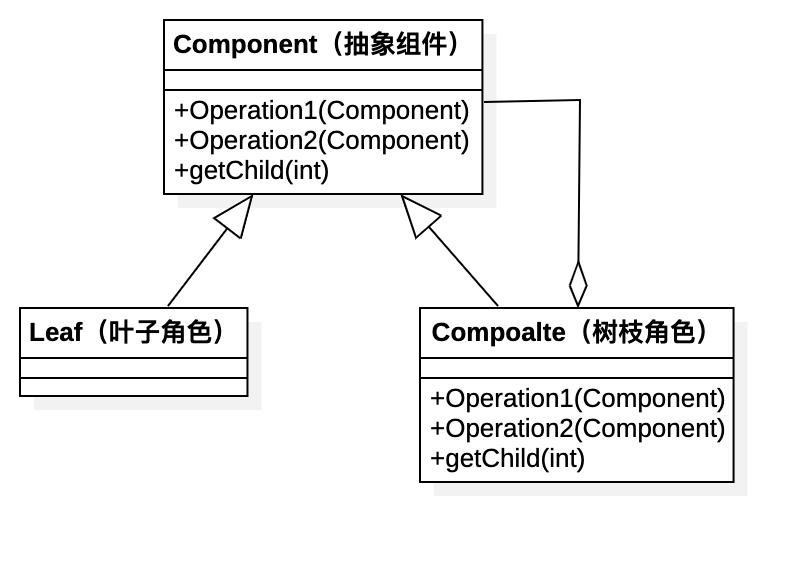 Component（抽象组件）
+Operation1(Component)
+Operation2(Component)
+getChild(int)
Leaf（叶子角色）
Compoalte（树枝角色）
+Operation1(Component)
+Operation2(Component)
+getChild(int)